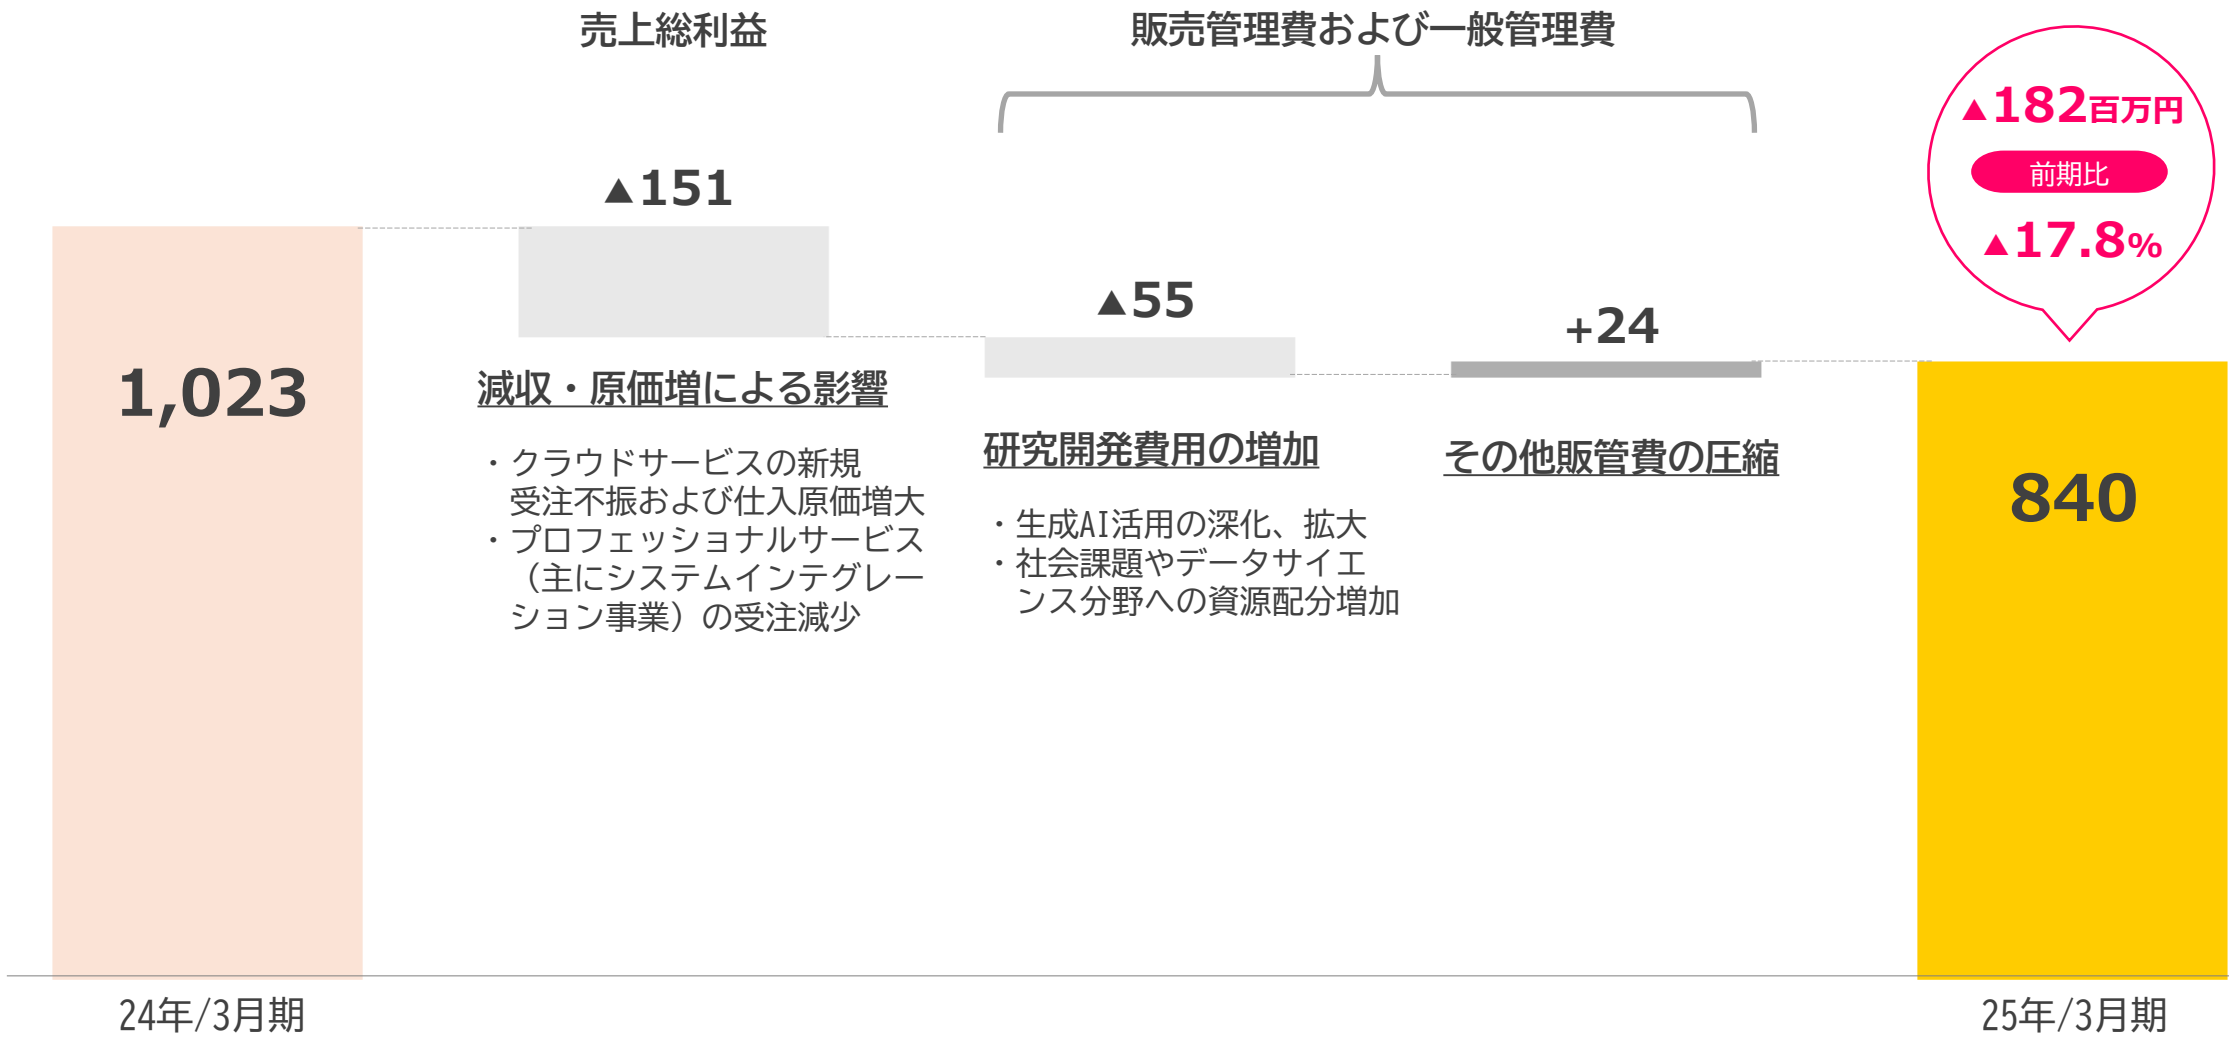 売上総利益
販売管理費および一般管理費
▲182百万円
前期比
▲17.8%
▲151
▲55
+24
1,023
減収・原価増による影響
・クラウドサービスの新規
受注不振および仕入原価増大
・プロフェッショナルサービス
（主にシステムインテグレー
ション事業）の受注減少
研究開発費用の増加
・生成AI活用の深化、拡大
・社会課題やデータサイエ
ンス分野への資源配分増加
その他販管費の圧縮
840
24年/3月期
25年/3月期